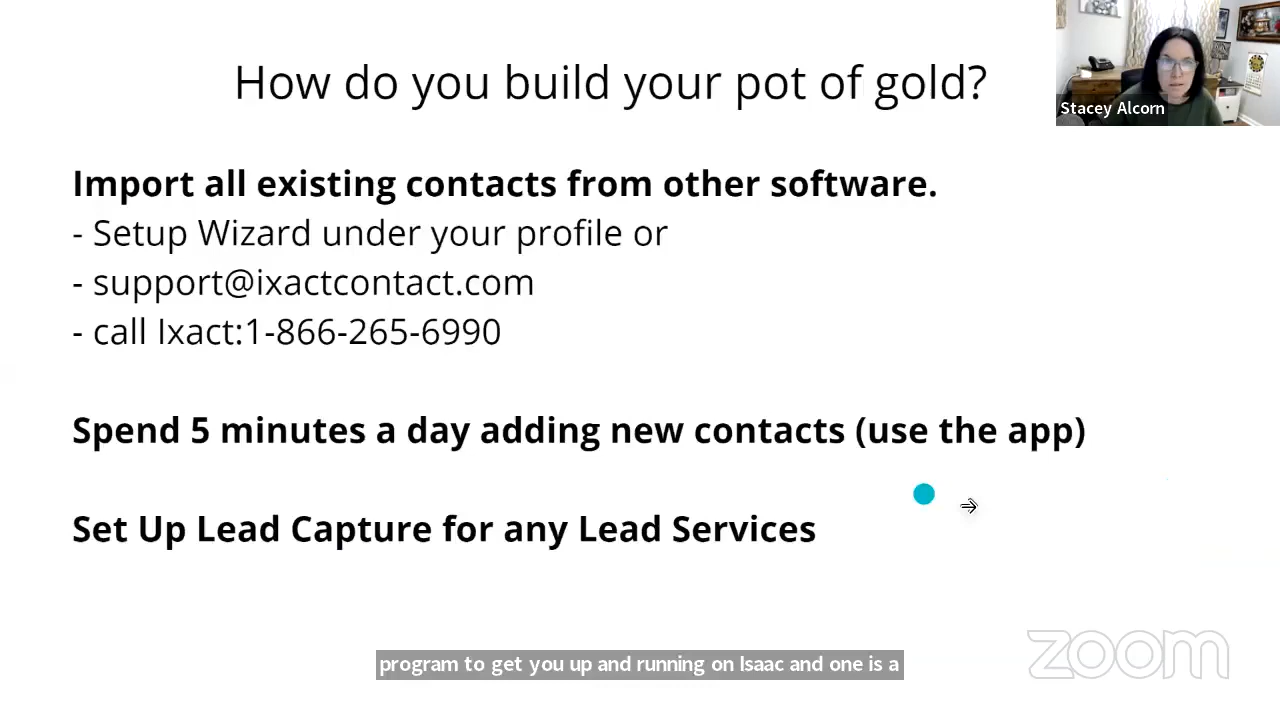 How do you build your pot of gold?
Stacey Alcorn
Import all existing contacts from other software.
- Setup Wizard under your profile or
- support@ixactcontact.com
- call Ixact:1-866-265-6990
Spend 5 minutes a day adding new contacts (use the app)
Set Up Lead Capture for any Lead Services
zoom
program to get you up and running on Isaac and one is a